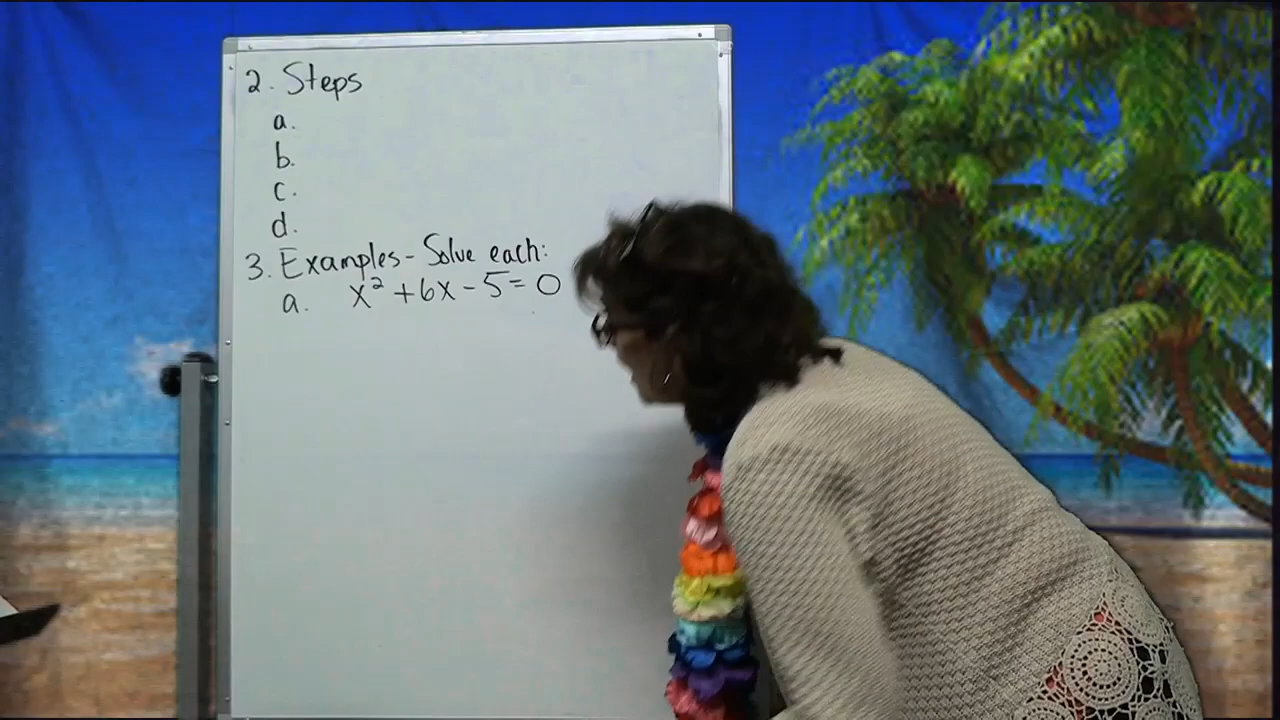 2. Steps
a.
b.
c.
d.
3. Examples - Solve each:
a. x² + 6x - 5 = 0